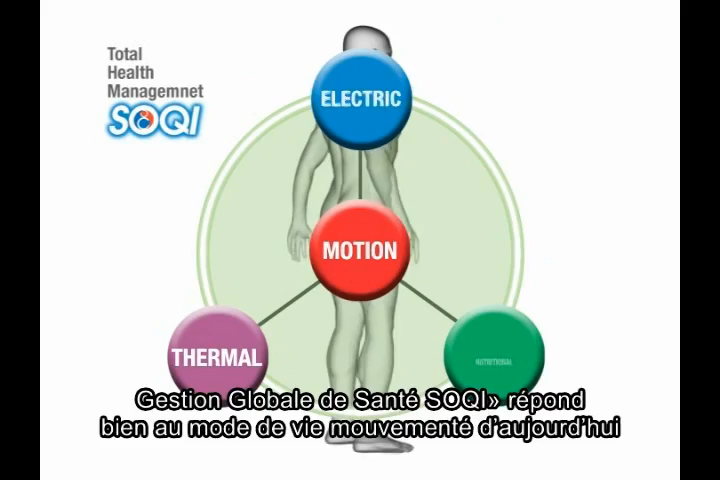 Total
Health
Managemnet
SOQI
ELECTRIC
MOTION
THERMAL
NUTRITIONAL
Gestion Globale de Santé SOQI» répond
bien au mode de vie mouvementé d'aujourd'hui